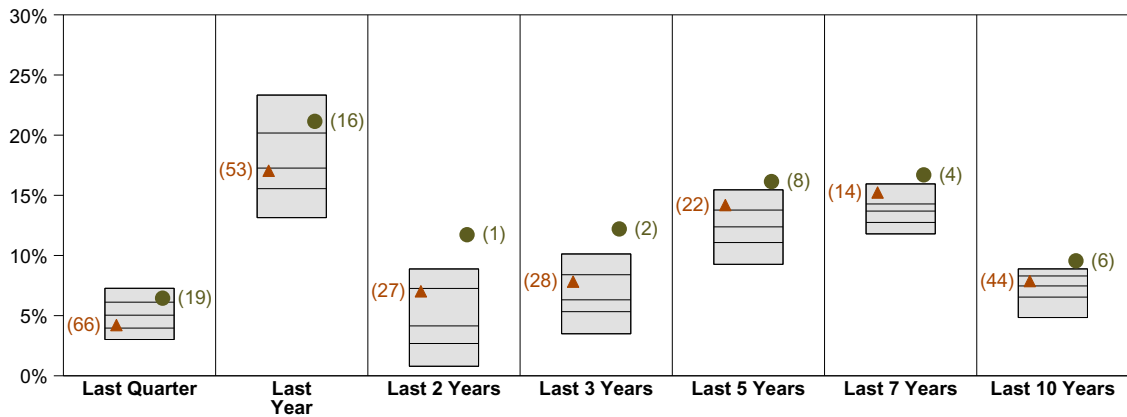 30%
25%
20%
15%
10%
5%
0%
(66)
(19)
(53)
(16)
(27)
(1)
(28)
(2)
(22)
(8)
(14)
(4)
(44)
(6)
Last Quarter
Last
Year
Last 2 Years
Last 3 Years
Last 5 Years
Last 7 Years
Last 10 Years